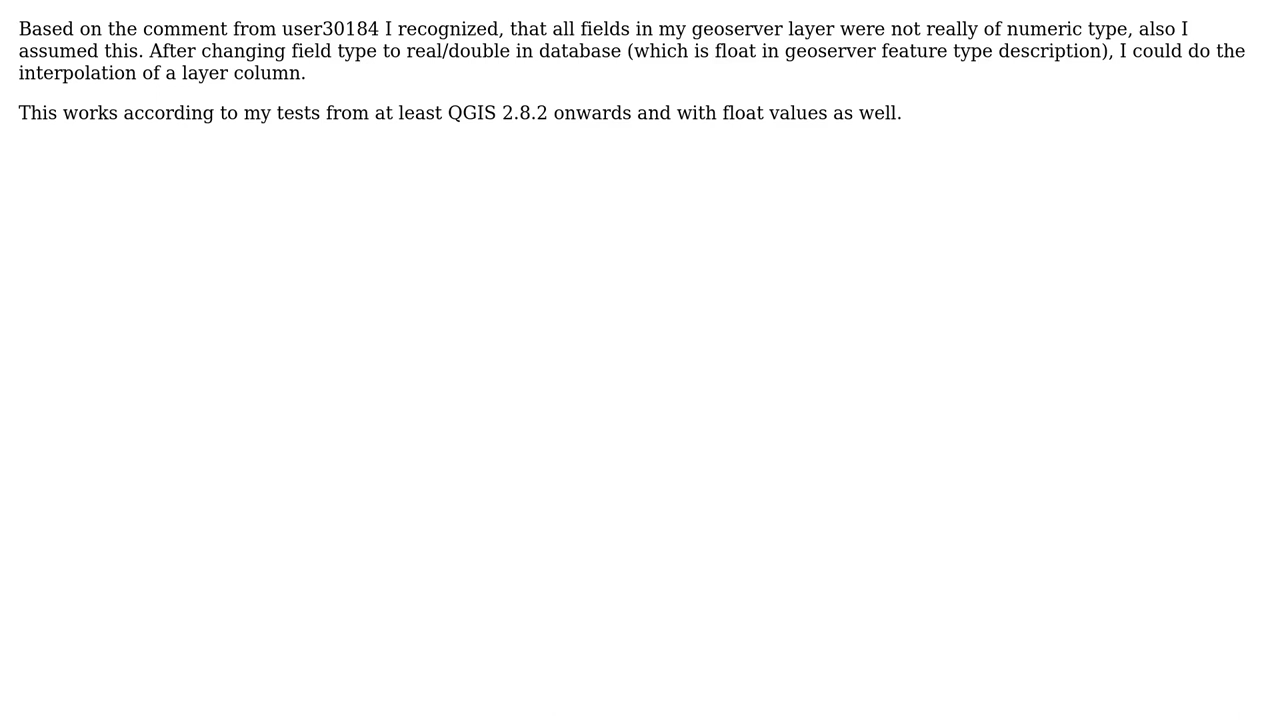 Based on the comment from user30184 I recognized, that all fields in my geoserver layer were not really of numeric type, also I
assumed this. After changing field type to real/double in database (which is float in geoserver feature type description), I could do the
interpolation of a layer column.
This works according to my tests from at least QGIS 2.8.2 onwards and with float values as well.